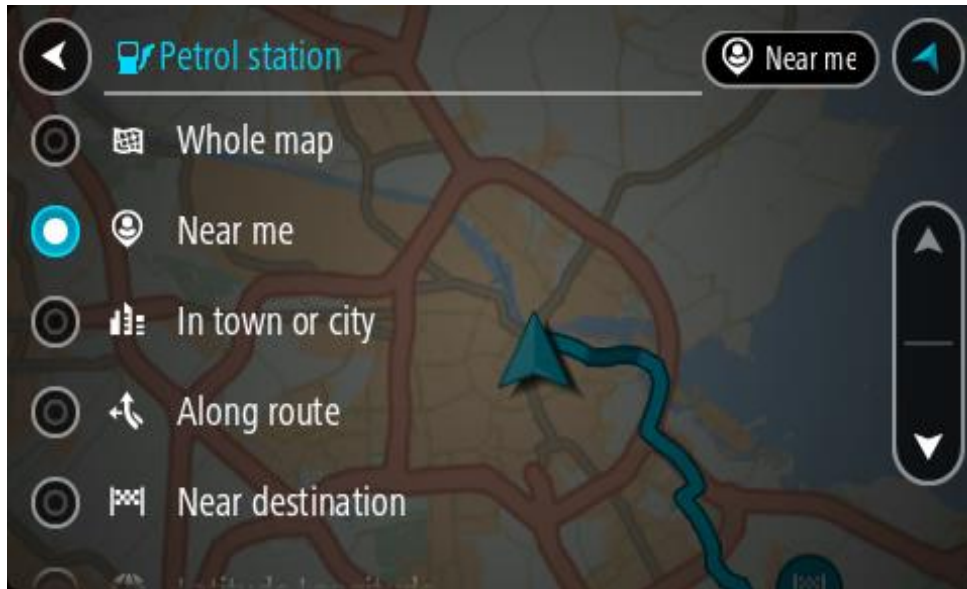 Petrol station
Near me
Whole map
Near me
In town or city
Along route
Near destination